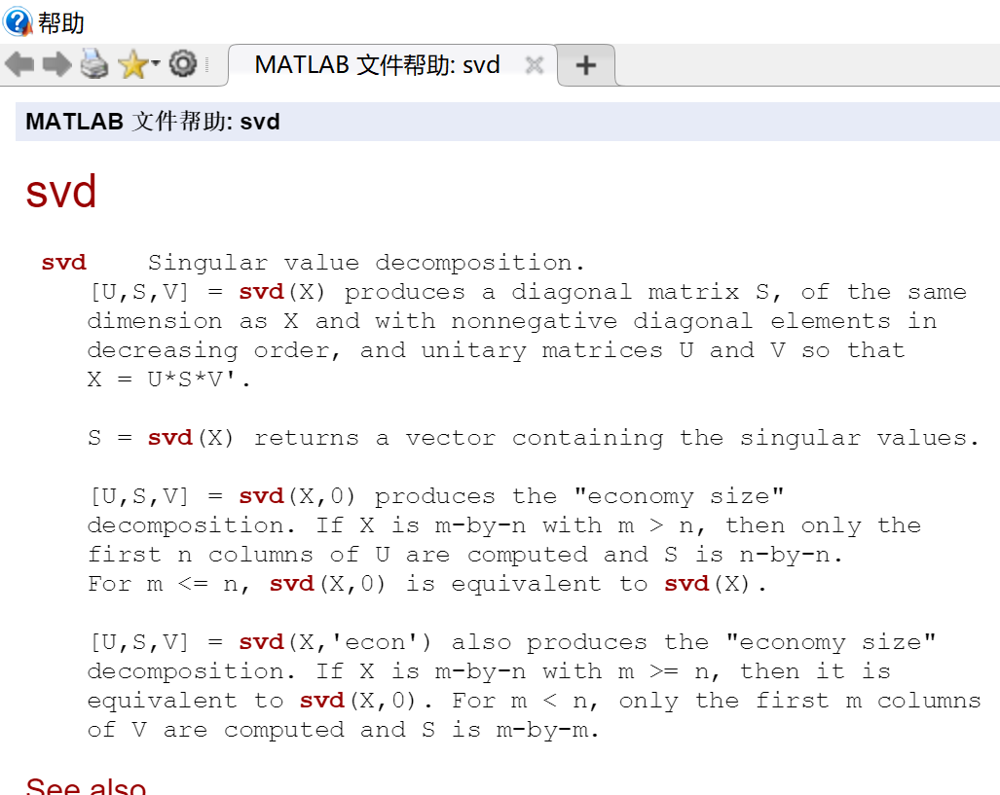 帮助
MATLAB 文件帮助: svd
MATLAB 文件帮助: svd
svd
svd Singular value decomposition.
[U,S,V] = svd(X) produces a diagonal matrix S, of the same
dimension as X and with nonnegative diagonal elements in
decreasing order, and unitary matrices U and V so that
X = U*S*V'.
S = svd(X) returns a vector containing the singular values.
[U,S,V] = svd(X,0) produces the "economy size"
decomposition. If X is m-by-n with m > n, then only the
first n columns of U are computed and S is n-by-n.
For m <= n, svd(X,0) is equivalent to svd(X).
[U,S,V] = svd(X,'econ') also produces the "economy size"
decomposition. If X is m-by-n with m >= n, then it is
equivalent to svd(X,0). For m < n, only the first m columns
of V are computed and S is m-by-m.
See also